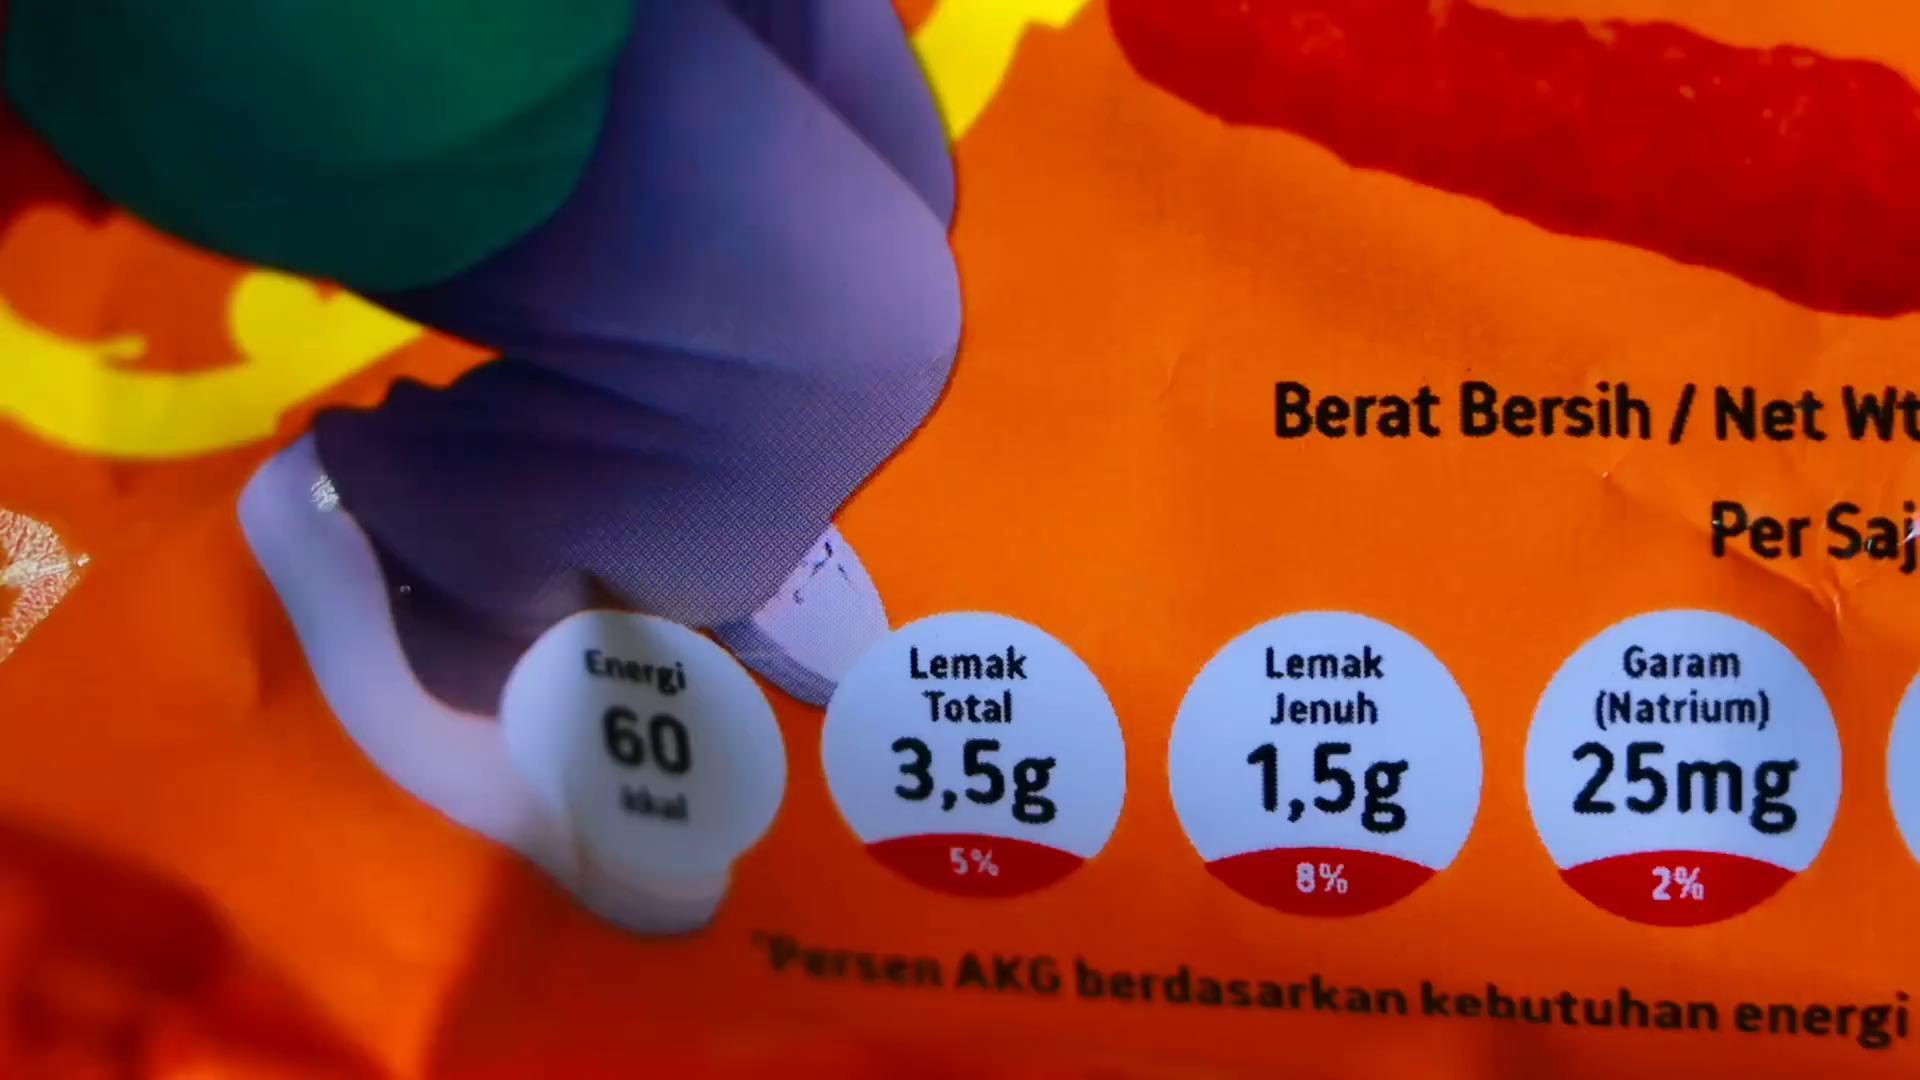 Berat Bersih / Net Wt
Per Saj
Energi
60
kkal
Lemak
Total
3,5g
5%
Lemak
Jenuh
1,5g
8%
Garam
(Natrium)
25mg
2%
*Persen AKG berdasarkan kebutuhan energi